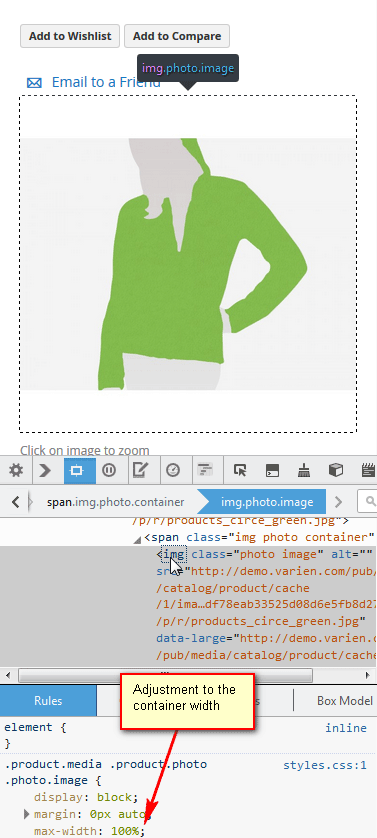 Add to Wishlist Add to Compare
img.photo.image
Email to a Friend
Click on image to zoom
span.img.photo.container img.photo.image
/p/r/products_circe_green.jpg">
<span class="img photo container"
<img class="photo image" alt=""
src="http://demo.varien.com/pub/
/catalog/product/cache
/1/ima…df78eab33525d08d6e5fb8d27
/p/r/products_circe_green.jpg"
data-large="http://demo.varien.c
/pub/media/catalog/product/cache
Rules Box Model
Adjustment to the
container width
element { inline
}
.product.media .product.photo styles.css:1
.photo.image {
display: block;
margin: 0px auto;
max-width: 100%;